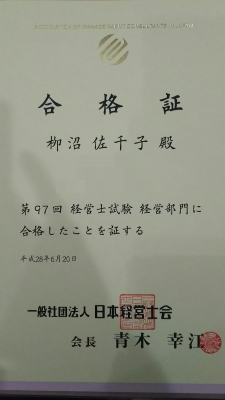 合格証
柳沼 佐千子 殿
第97回 経営士試験 経営部門に
合格したことを証する
平成28年6月20日
一般社団法人 日本経営士会
会長 青木 幸江